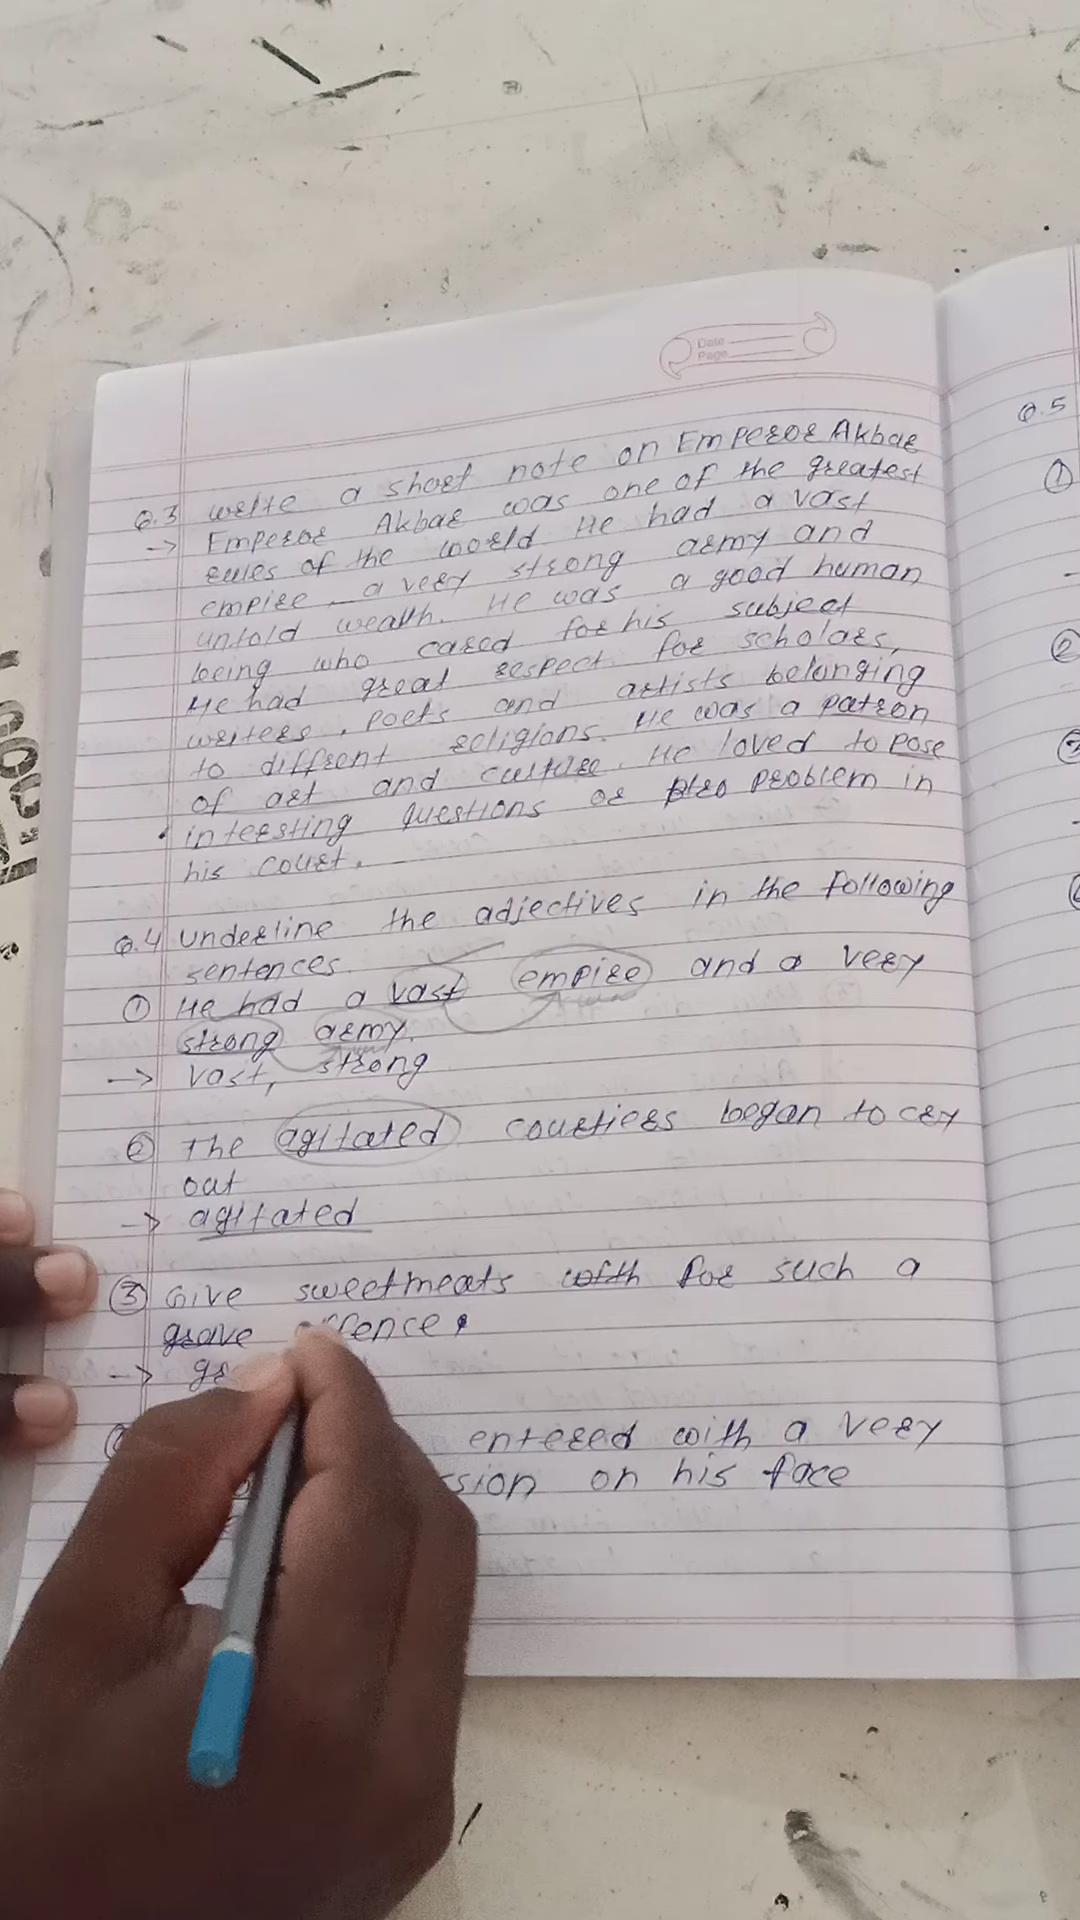 Date
Page
Q.3 write a short note on Emperor Akbar
→ Emperor Akbar was one of the greatest
rules of the world. He had a vast
empire, a very strong army and
untold wealth. He was a good human
being who cared for his subject
He had great respect for scholars,
writers, poets and artists belonging
to diffrent religions. He was a patron
of art and culture. He loved to pose
intersting questions or problem in
his court.
Q.4 Underline the adjectives in the following
sentences.
① He had a vast empire and a very
strong army.
→ vast, strong
② The agitated courtiers began to cry
out
→ agitated
③ Give sweetmeats with for such a
grave offence.
→
entered with a very
on his face
Q.5
①
②